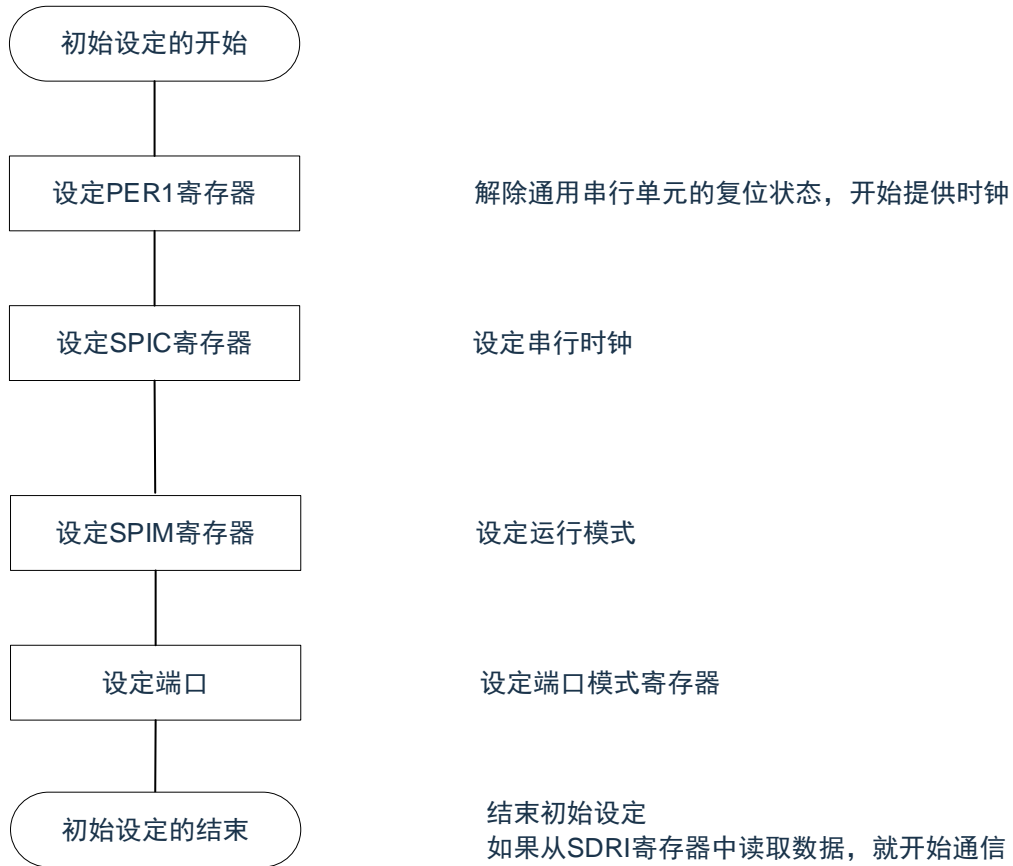 初始设定的开始
设定PER1寄存器
解除通用串行单元的复位状态，开始提供时钟
设定SPIC寄存器
设定串行时钟
设定SPIM寄存器
设定运行模式
设定端口
设定端口模式寄存器
初始设定的结束
结束初始设定
如果从SDRI寄存器中读取数据，就开始通信